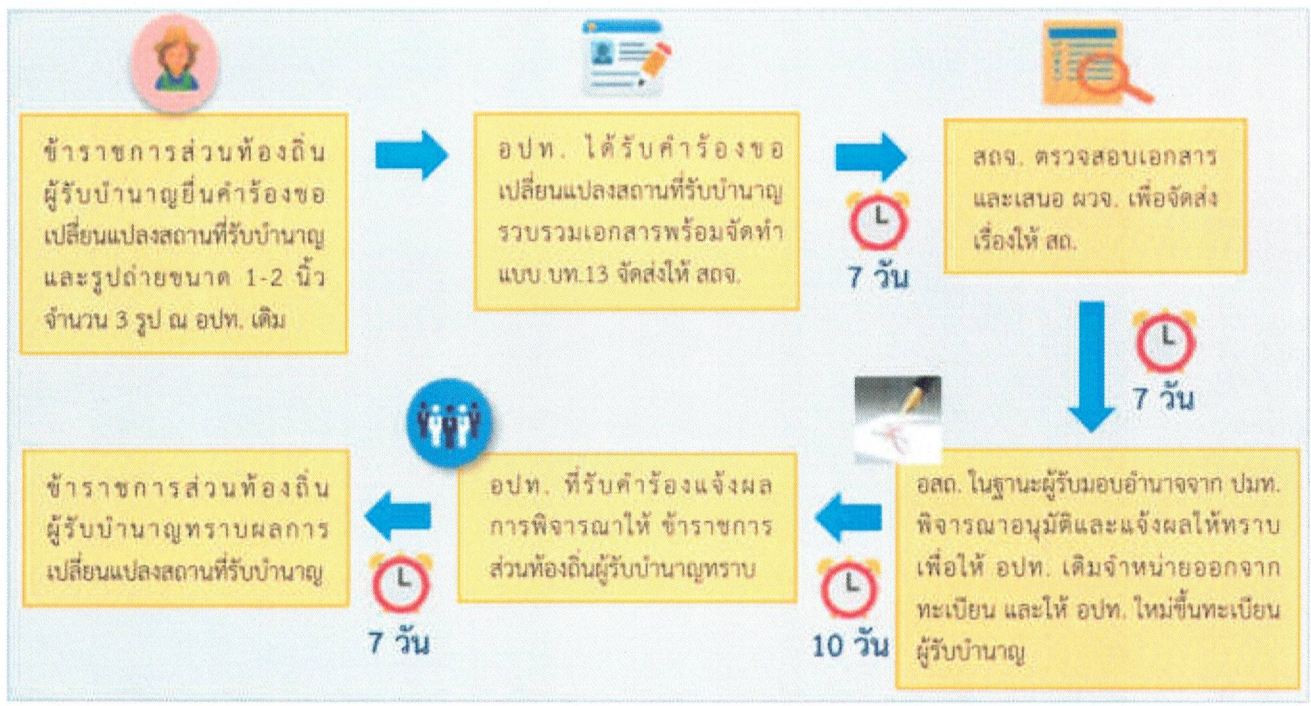 ข้าราชการส่วนท้องถิ่น
ผู้รับบำนาญยื่นคำร้องขอ
เปลี่ยนแปลงสถานที่รับบำนาญ
และรูปถ่ายขนาด 1-2 นิ้ว
จำนวน 3 รูป ณ อปท. เดิม
อปท. ได้รับคำร้องขอ
เปลี่ยนแปลงสถานที่รับบำนาญ
รวบรวมเอกสารพร้อมจัดทำ
แบบ บท.13 จัดส่งให้ สถจ.
7 วัน
สถจ. ตรวจสอบเอกสาร
และเสนอ ผวจ. เพื่อจัดส่ง
เรื่องให้ สถ.
7 วัน
อสถ. ในฐานะผู้รับมอบอำนาจจาก ปมท.
พิจารณาอนุมัติและแจ้งผลให้ทราบ
เพื่อให้ อปท. เดิมจำหน่ายออกจาก
ทะเบียน และให้ อปท. ใหม่ขึ้นทะเบียน
ผู้รับบำนาญ
10 วัน
อปท. ที่รับคำร้องแจ้งผล
การพิจารณาให้ ข้าราชการ
ส่วนท้องถิ่นผู้รับบำนาญทราบ
7 วัน
ข้าราชการส่วนท้องถิ่น
ผู้รับบำนาญทราบผลการ
เปลี่ยนแปลงสถานที่รับบำนาญ